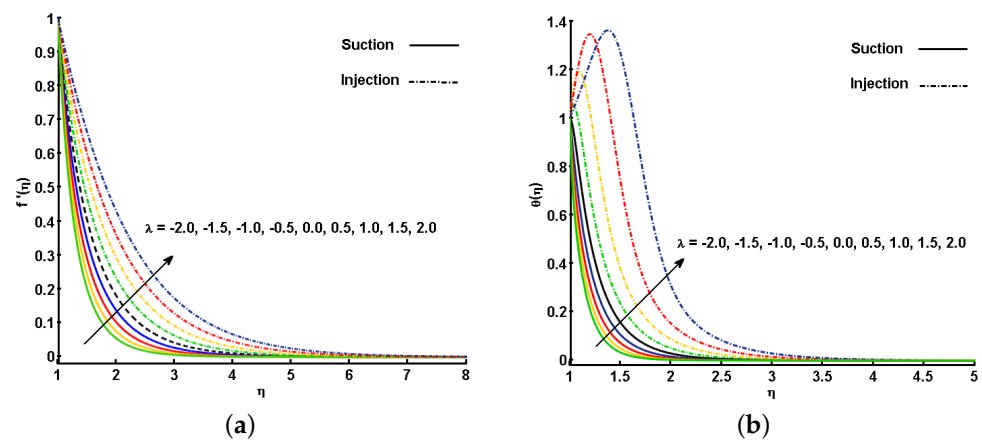 1
0.9
0.8
0.7
0.6
0.5
0.4
0.3
0.2
0.1
0
f '(η)
Suction
Injection
λ = -2.0, -1.5, -1.0, -0.5, 0.0, 0.5, 1.0, 1.5, 2.0
1 2 3 4 5 6 7 8
η
(a)
1.4
1.2
1
0.8
0.6
0.4
0.2
0
θ(η)
Suction
Injection
λ = -2.0, -1.5, -1.0, -0.5, 0.0, 0.5, 1.0, 1.5, 2.0
1 1.5 2 2.5 3 3.5 4 4.5 5
η
(b)